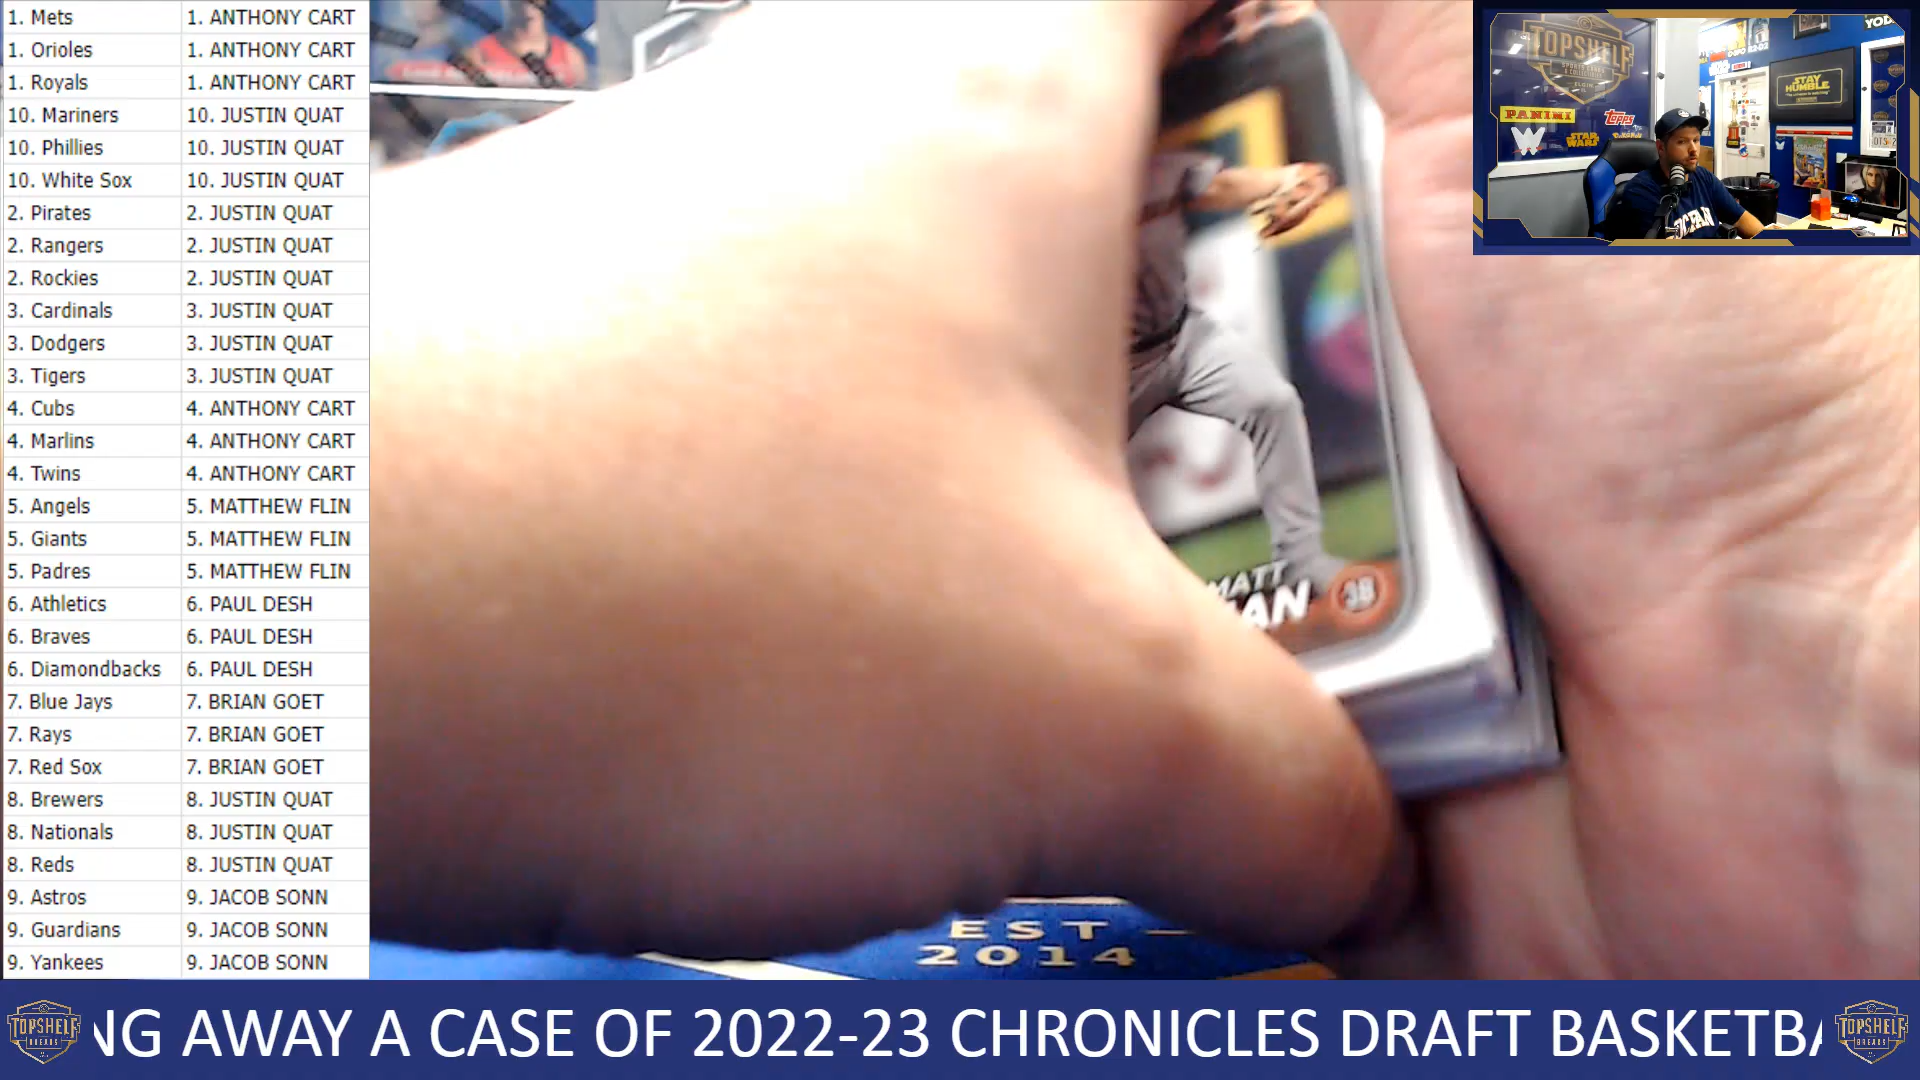 1. Mets 1. ANTHONY CART
1. Orioles 1. ANTHONY CART
1. Royals 1. ANTHONY CART
10. Mariners 10. JUSTIN QUAT
10. Phillies 10. JUSTIN QUAT
10. White Sox 10. JUSTIN QUAT
2. Pirates 2. JUSTIN QUAT
2. Rangers 2. JUSTIN QUAT
2. Rockies 2. JUSTIN QUAT
3. Cardinals 3. JUSTIN QUAT
3. Dodgers 3. JUSTIN QUAT
3. Tigers 3. JUSTIN QUAT
4. Cubs 4. ANTHONY CART
4. Marlins 4. ANTHONY CART
4. Twins 4. ANTHONY CART
5. Angels 5. MATTHEW FLIN
5. Giants 5. MATTHEW FLIN
5. Padres 5. MATTHEW FLIN
6. Athletics 6. PAUL DESH
6. Braves 6. PAUL DESH
6. Diamondbacks 6. PAUL DESH
7. Blue Jays 7. BRIAN GOET
7. Rays 7. BRIAN GOET
7. Red Sox 7. BRIAN GOET
8. Brewers 8. JUSTIN QUAT
8. Nationals 8. JUSTIN QUAT
8. Reds 8. JUSTIN QUAT
9. Astros 9. JACOB SONN
9. Guardians 9. JACOB SONN
9. Yankees 9. JACOB SONN
TOPSHELF
PANINI
topps
STAR WARS
STAY
HUMBLE
YOD
MATT
AN
38
EST
2014
TOPSHELF
BREAKS
NG AWAY A CASE OF 2022-23 CHRONICLES DRAFT BASKETBA
TOPSHELF
BREAKS